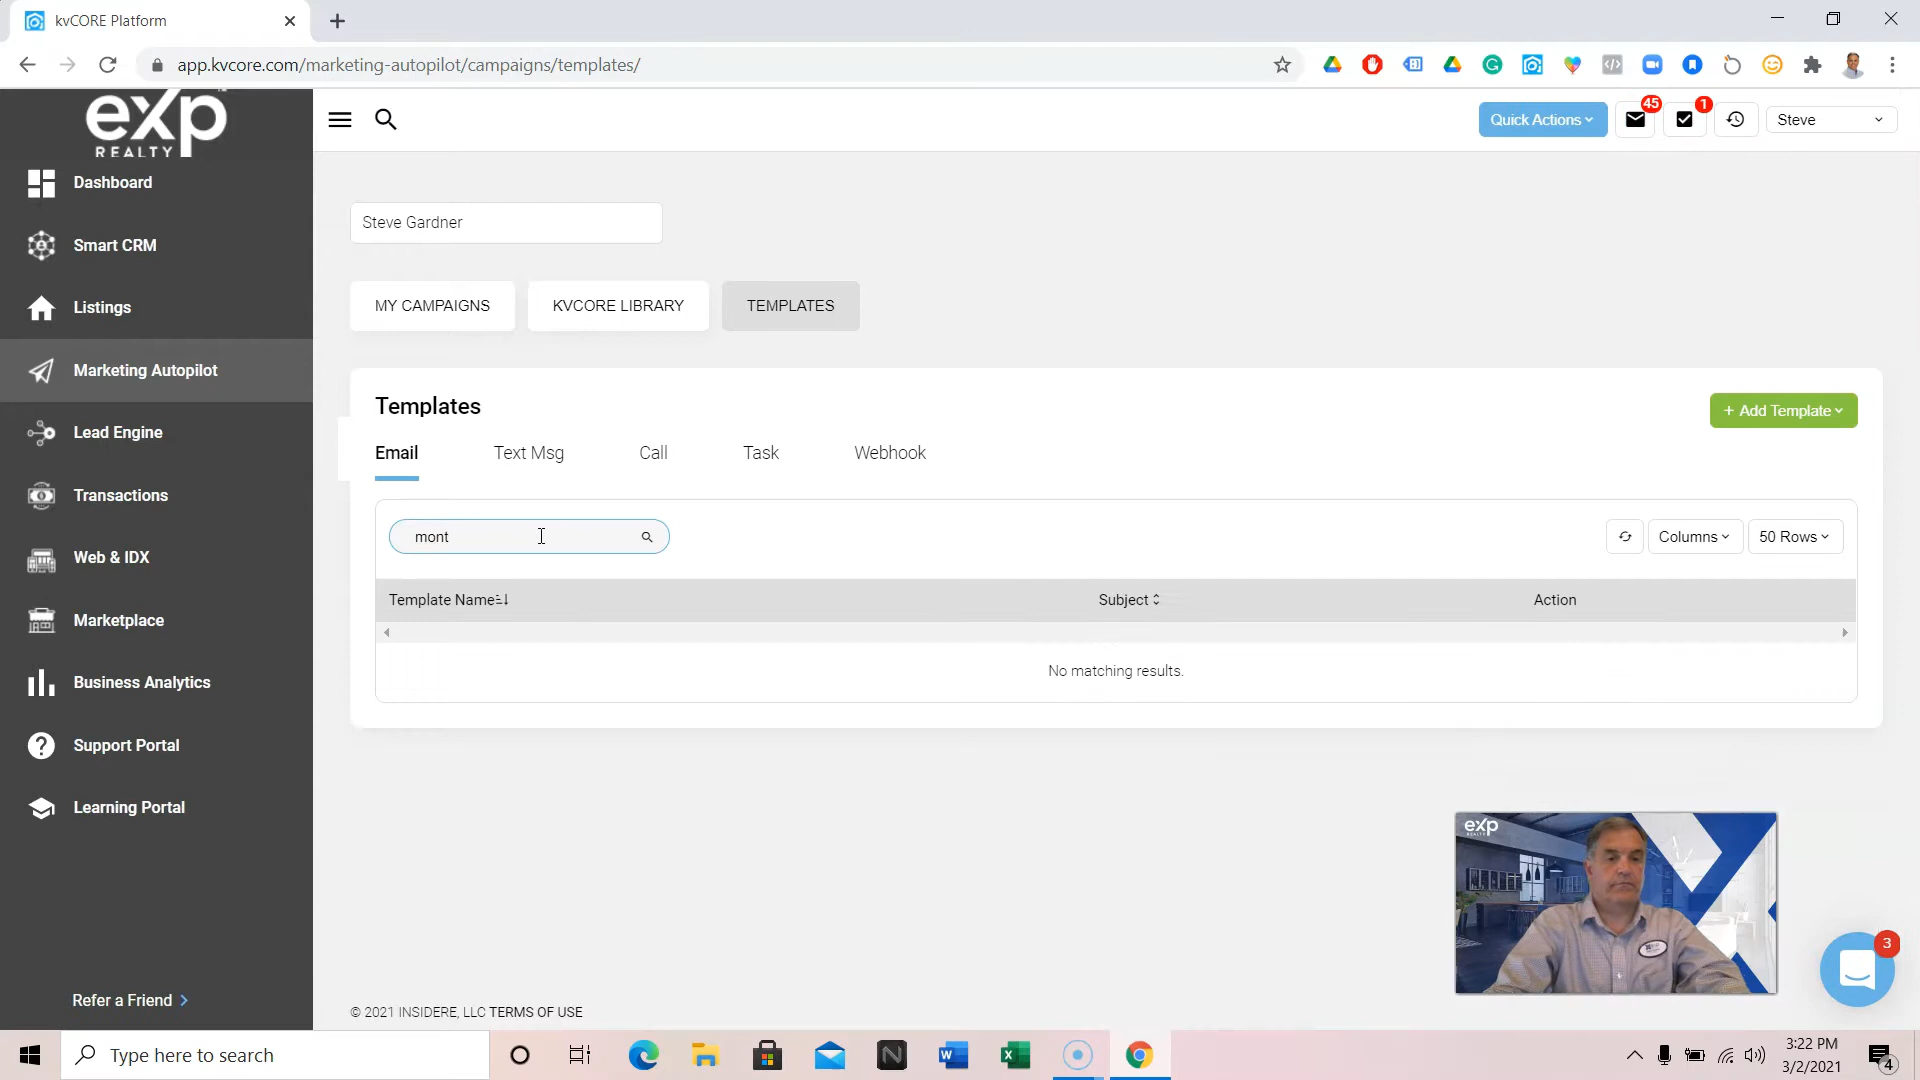 kvCORE Platform
app.kvcore.com/marketing-autopilot/campaigns/templates/
exp
REALTY
Quick Actions
45
1
Steve
Dashboard
Smart CRM
Listings
Marketing Autopilot
Lead Engine
Transactions
Web & IDX
Marketplace
Business Analytics
Support Portal
Learning Portal
Refer a Friend
Steve Gardner
MY CAMPAIGNS
KVCORE LIBRARY
TEMPLATES
Templates
+ Add Template
Email
Text Msg
Call
Task
Webhook
mont
Columns
50 Rows
Template Name
Subject
Action
No matching results.
exp
REALTY
3
© 2021 INSIDERE, LLC TERMS OF USE
Type here to search
3:22 PM
3/2/2021
4